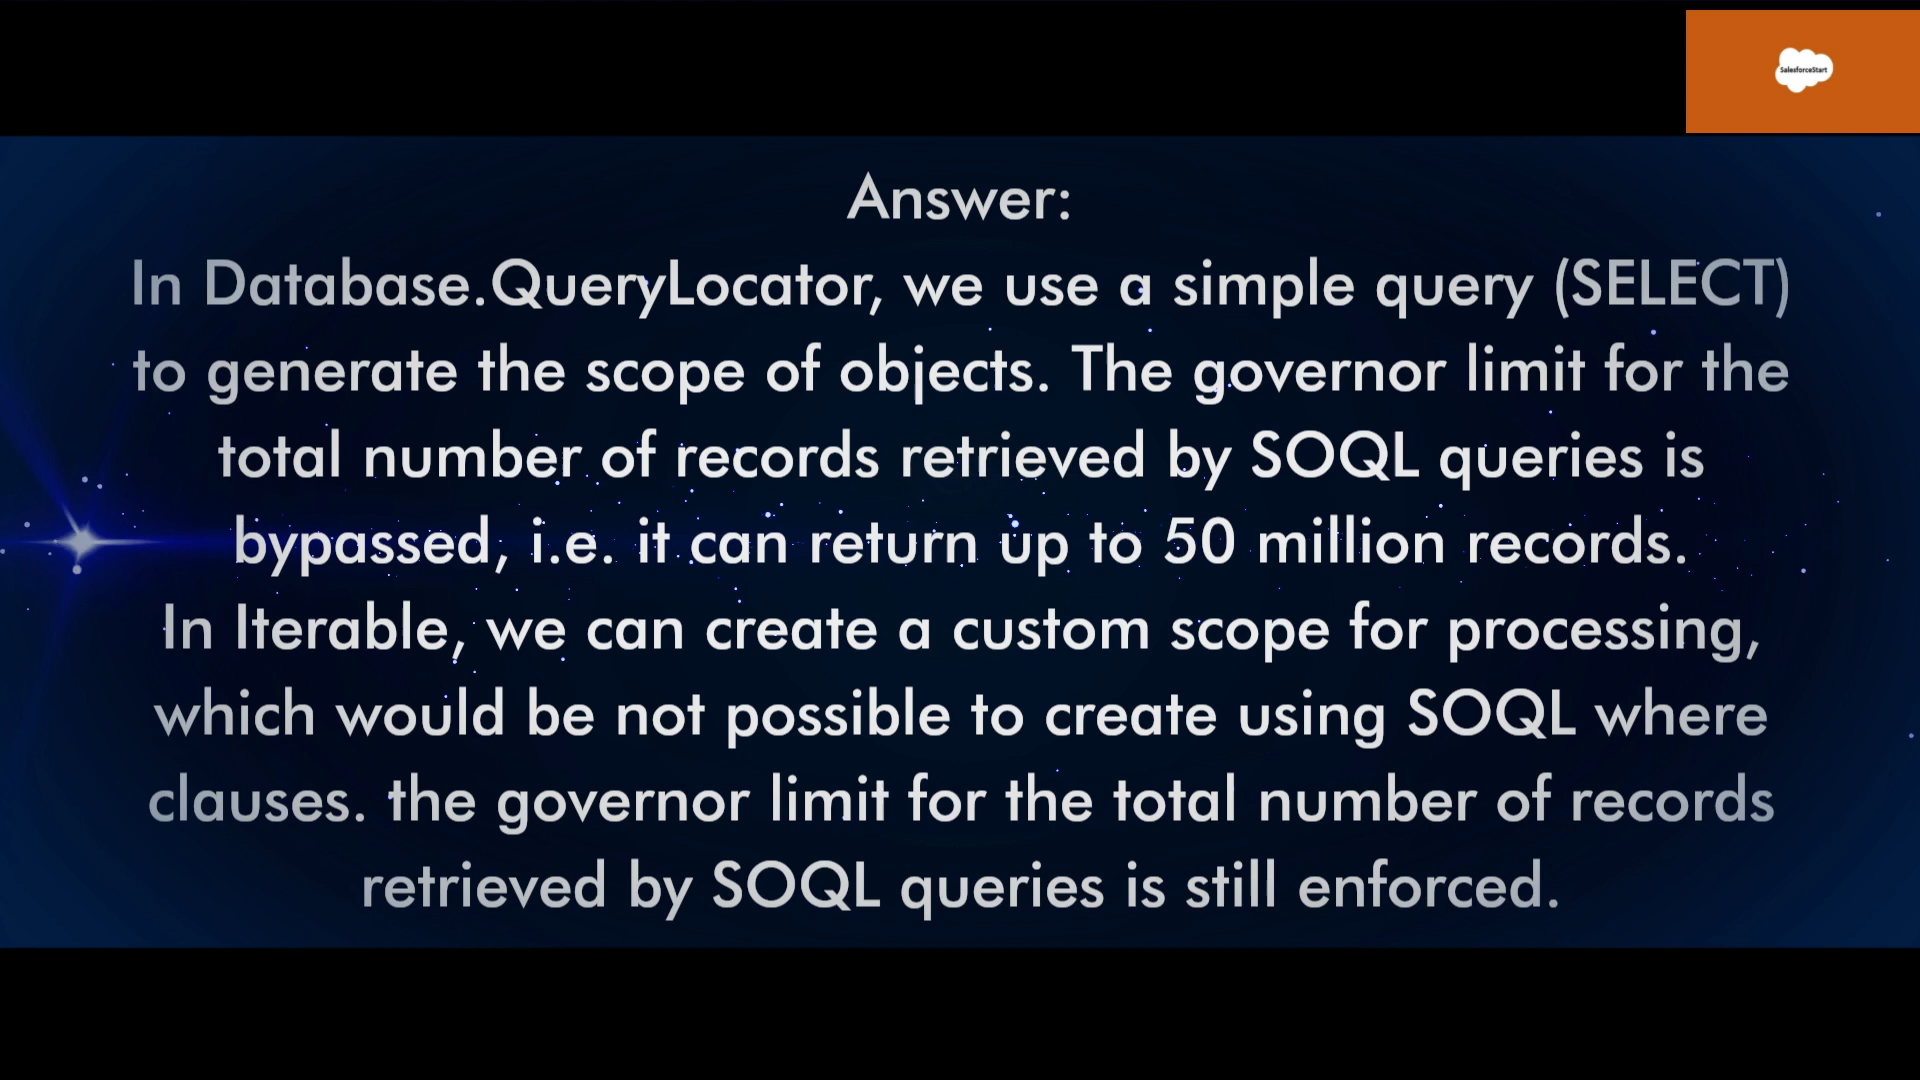 SalesforceStart
Answer:
In Database.QueryLocator, we use a simple query (SELECT)
to generate the scope of objects. The governor limit for the
total number of records retrieved by SOQL queries is
bypassed, i.e. it can return up to 50 million records.
In Iterable, we can create a custom scope for processing,
which would be not possible to create using SOQL where
clauses. the governor limit for the total number of records
retrieved by SOQL queries is still enforced.